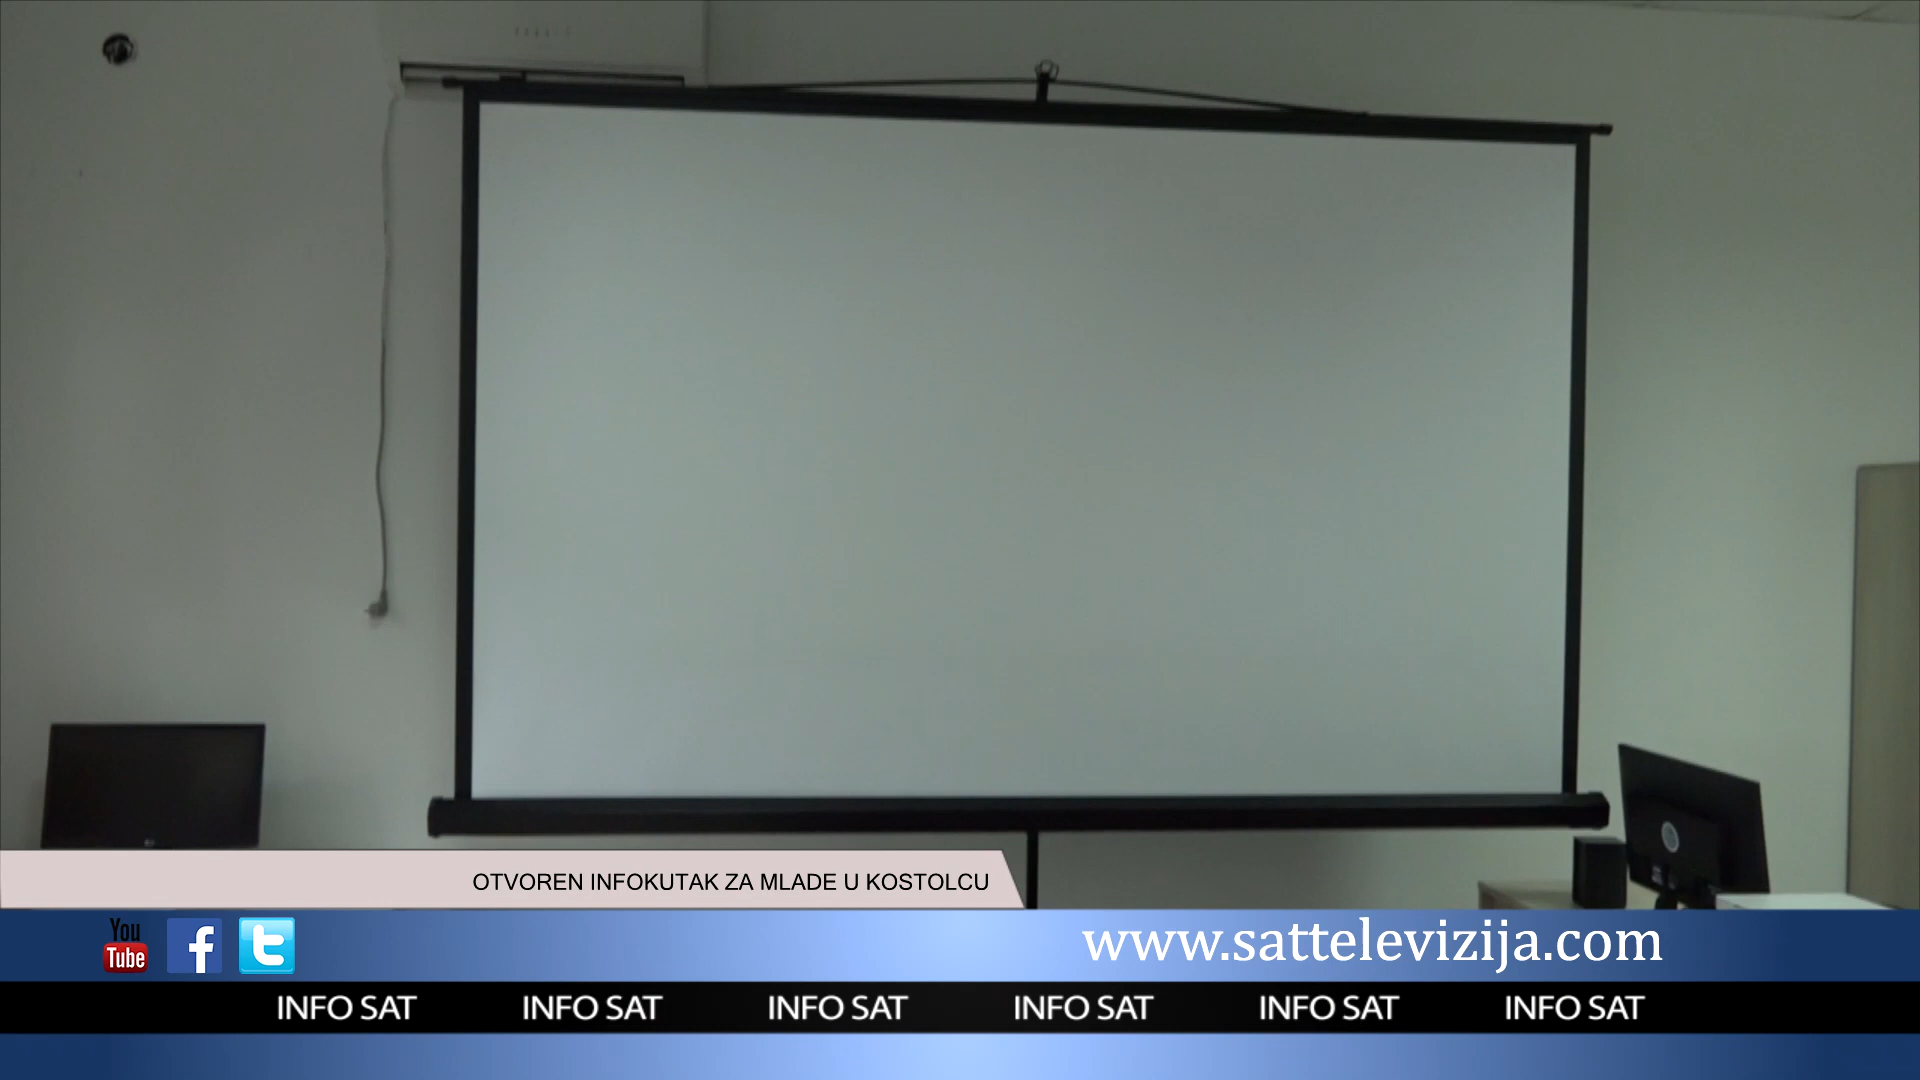 OTVOREN INFOKUTAK ZA MLADE U KOSTOLCU
You
Tube
www.sattelevizija.com
INFO SAT INFO SAT INFO SAT INFO SAT INFO SAT INFO SAT